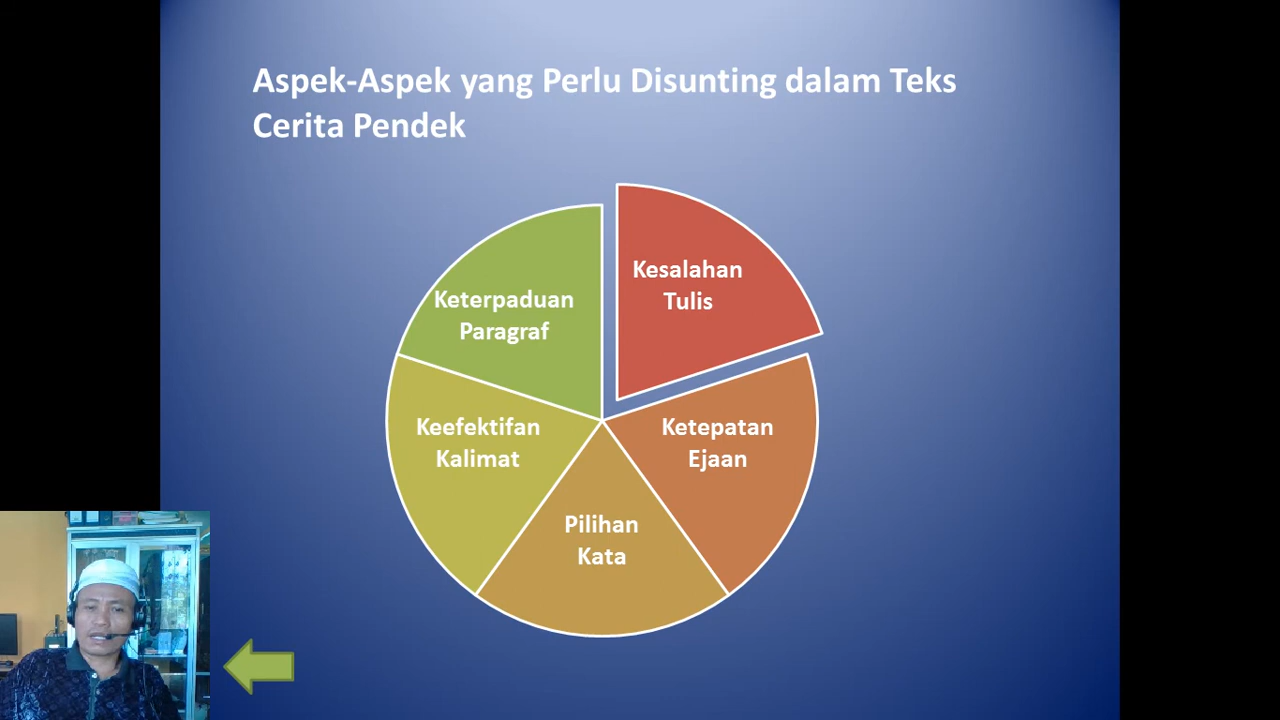 Aspek-Aspek yang Perlu Disunting dalam Teks
Cerita Pendek
Kesalahan
Tulis
Keterpaduan
Paragraf
Keefektifan
Kalimat
Ketepatan
Ejaan
Pilihan
Kata